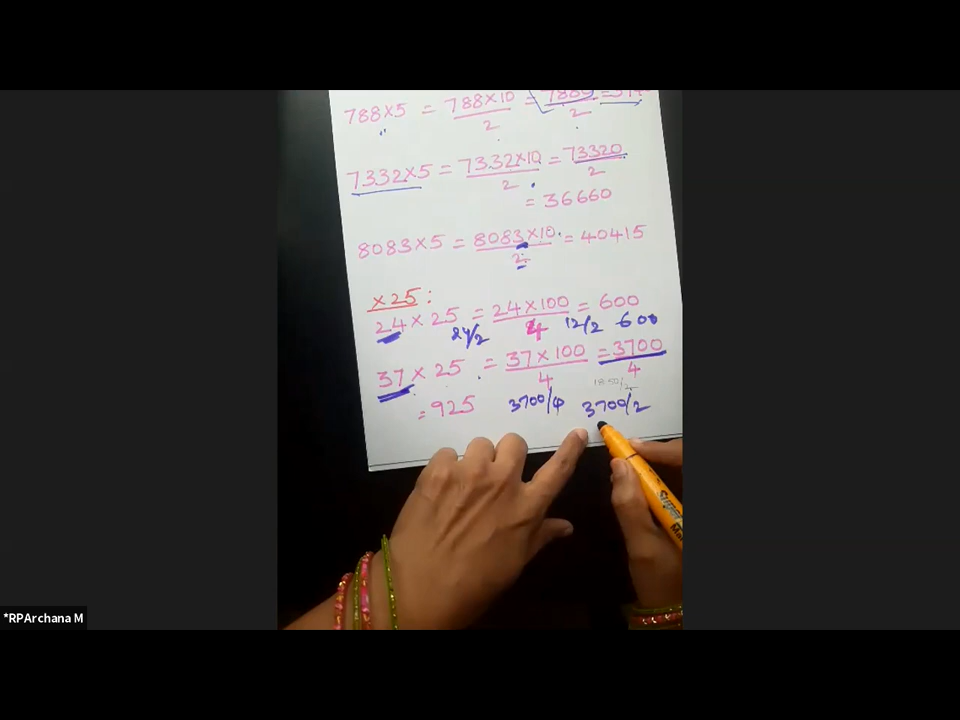 788×5 = 788×10/2 = /2
7332×5 = 7332×10/2 = 73320/2
= 36660
8083×5 = 8083×10/2 = 40415
×25:
24 × 25 = 24×100/4 = 600
24/2 12/2 600
37 × 25 = 37×100/4 = 3700/4
= 925 3700/4 3700/2
*RPArchana M